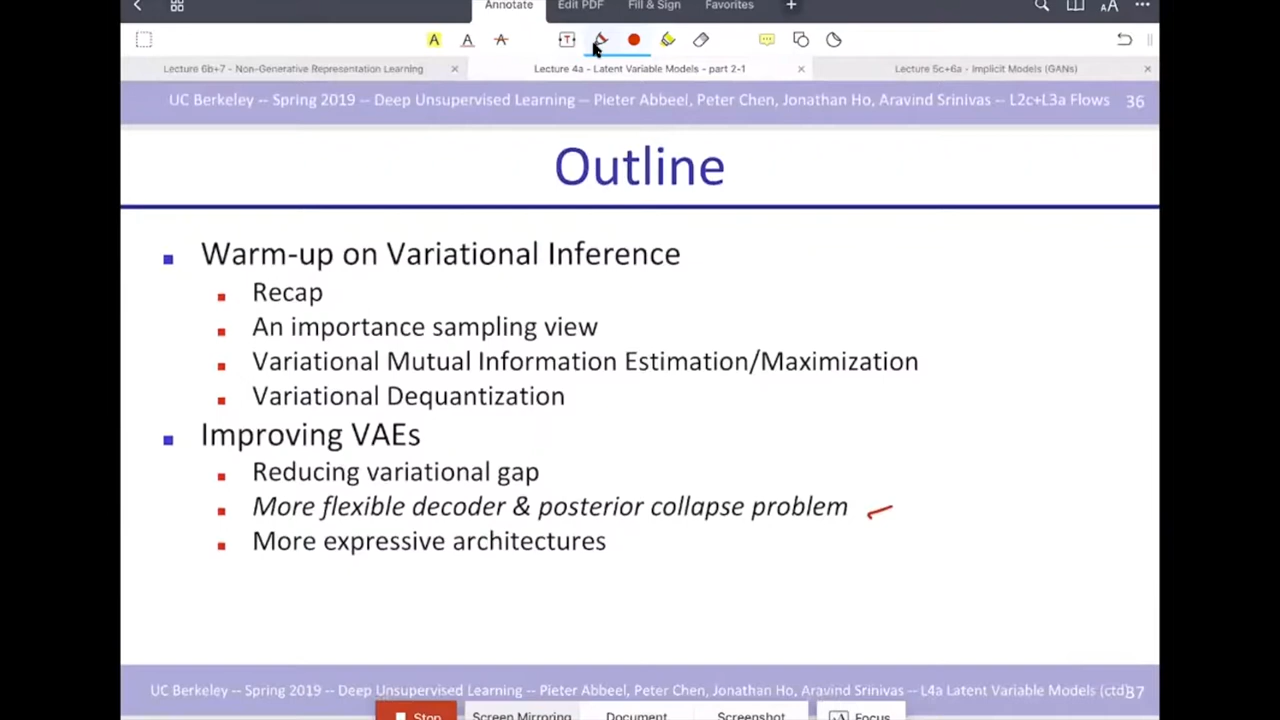 Annotate Edit PDF Fill & Sign Favorites +
A A A T AA
Lecture 6b+7 - Non-Generative Representation Learning × Lecture 4a - Latent Variable Models - part 2-1 × Lecture 5c+6a - Implicit Models (GANs) ×
UC Berkeley -- Spring 2019 -- Deep Unsupervised Learning -- Pieter Abbeel, Peter Chen, Jonathan Ho, Aravind Srinivas -- L2c+L3a Flows 36
Outline
Warm-up on Variational Inference
Recap
An importance sampling view
Variational Mutual Information Estimation/Maximization
Variational Dequantization
Improving VAEs
Reducing variational gap
More flexible decoder & posterior collapse problem
More expressive architectures
UC Berkeley -- Spring 2019 -- Deep Unsupervised Learning -- Pieter Abbeel, Peter Chen, Jonathan Ho, Aravind Srinivas -- L4a Latent Variable Models (ctd) 37
Stop Screen Mirroring Document Screenshot Focus